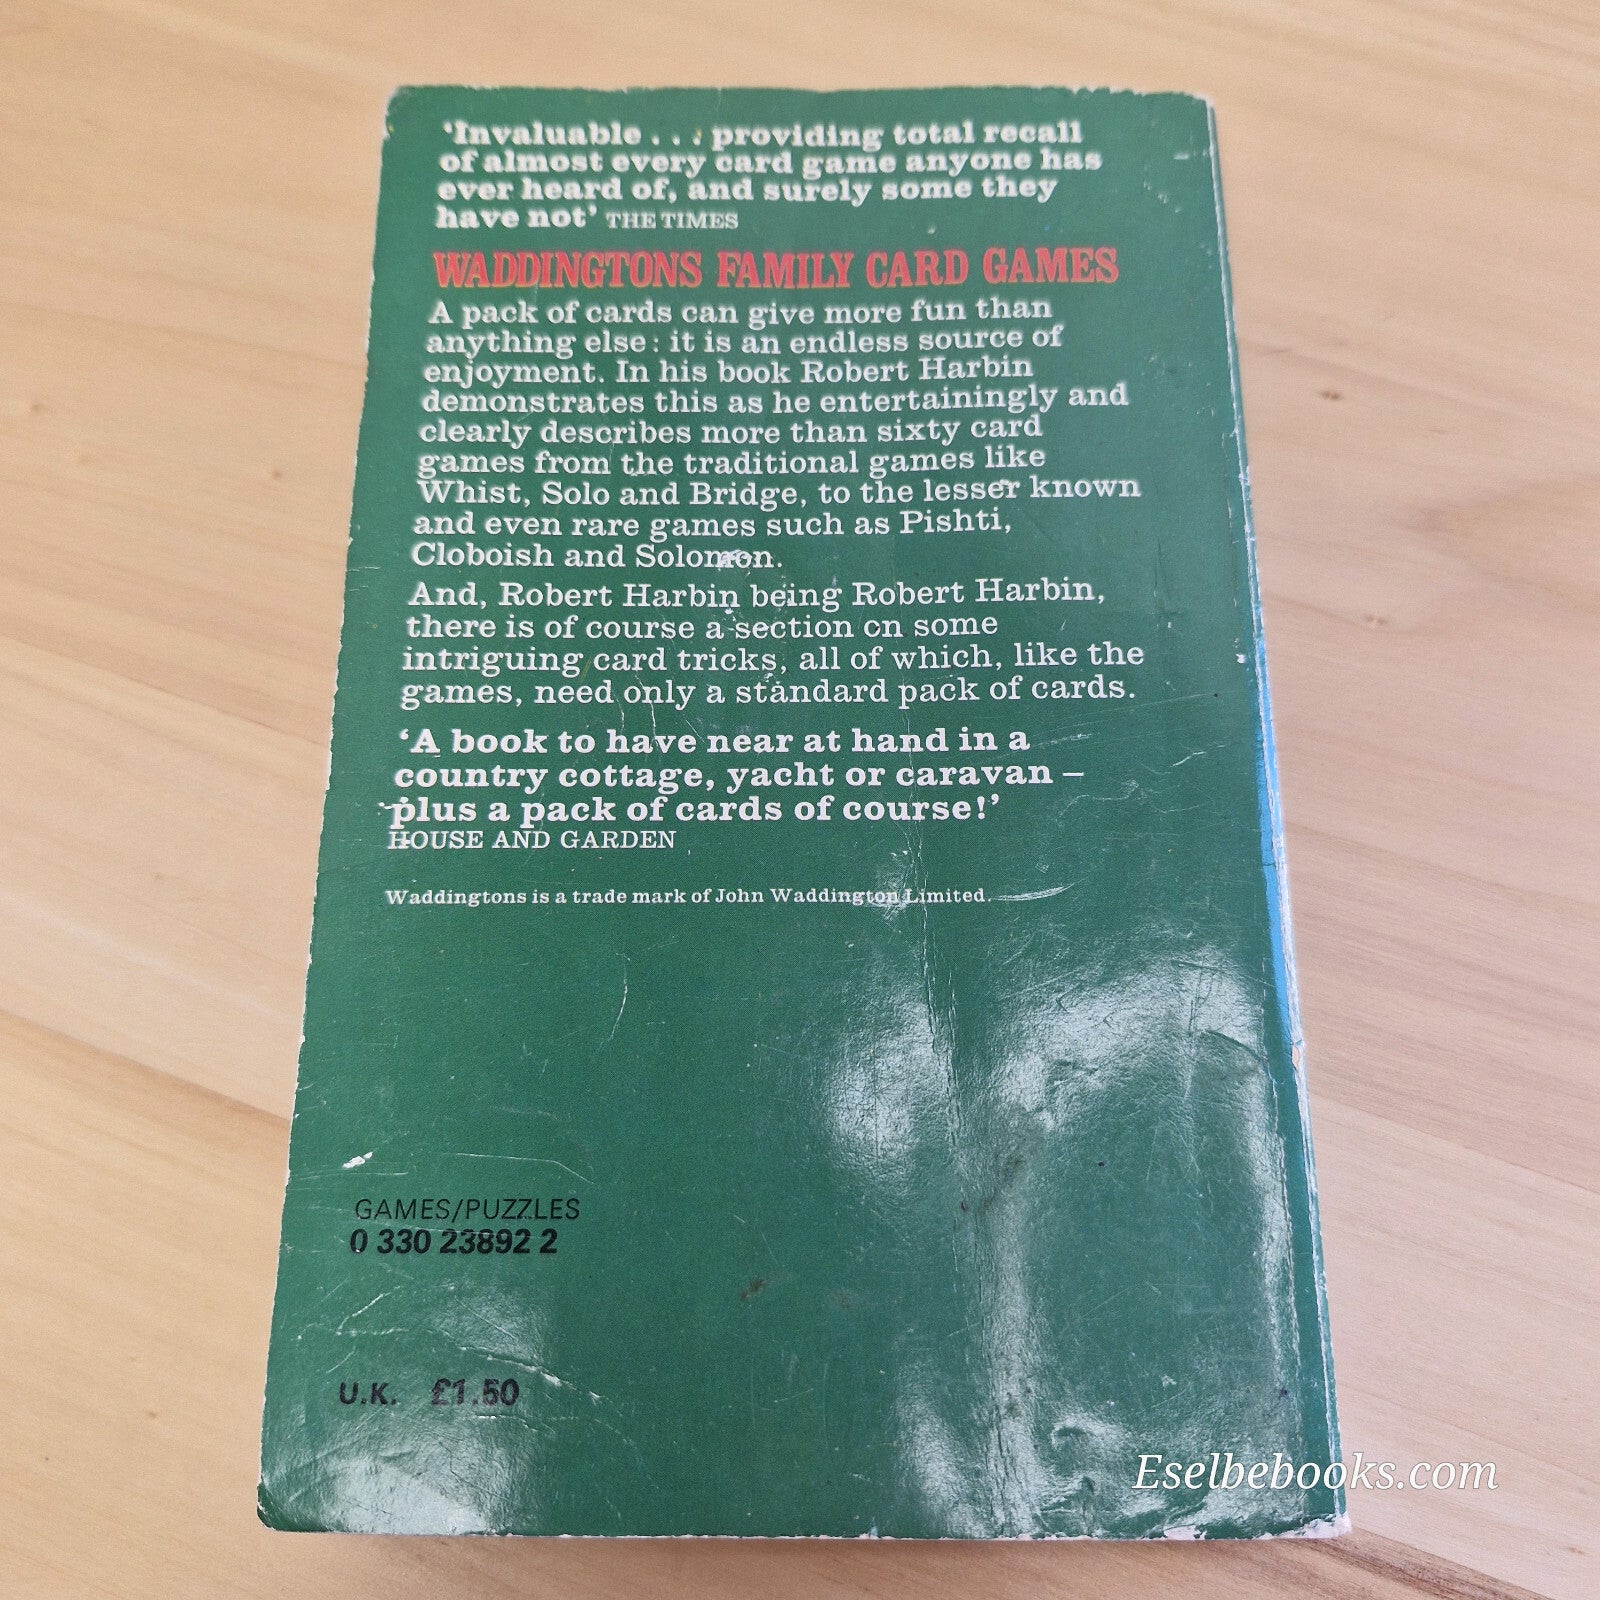 ‘Invaluable . . . providing total recall
of almost every card game anyone has
ever heard of, and surely some they
have not’ THE TIMES
WADDINGTONS FAMILY CARD GAMES
A pack of cards can give more fun than
anything else: it is an endless source of
enjoyment. In his book Robert Harbin
demonstrates this as he entertainingly and
clearly describes more than sixty card
games from the traditional games like
Whist, Solo and Bridge, to the lesser known
and even rare games such as Pishti,
Cloboish and Solomon.
And, Robert Harbin being Robert Harbin,
there is of course a section on some
intriguing card tricks, all of which, like the
games, need only a standard pack of cards.
‘A book to have near at hand in a
country cottage, yacht or caravan –
plus a pack of cards of course!’
HOUSE AND GARDEN
Waddingtons is a trade mark of John Waddington Limited.
GAMES/PUZZLES
0 330 23892 2
U.K. £1.50
Eselbebooks.com